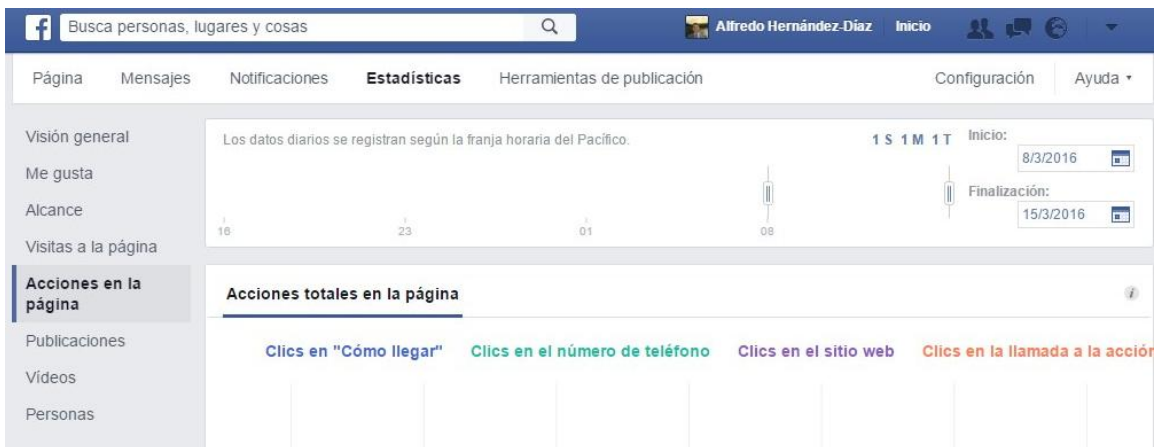 Busca personas, lugares y cosas
Alfredo Hernández-Díaz Inicio
Página Mensajes Notificaciones Estadísticas Herramientas de publicación Configuración Ayuda
Visión general
Me gusta
Alcance
Visitas a la página
Acciones en la
página
Publicaciones
Vídeos
Personas
Los datos diarios se registran según la franja horaria del Pacífico.
1 S 1 M 1 T
Inicio:
8/3/2016
Finalización:
15/3/2016
16 23 01 08
Acciones totales en la página
Clics en "Cómo llegar" Clics en el número de teléfono Clics en el sitio web Clics en la llamada a la acción